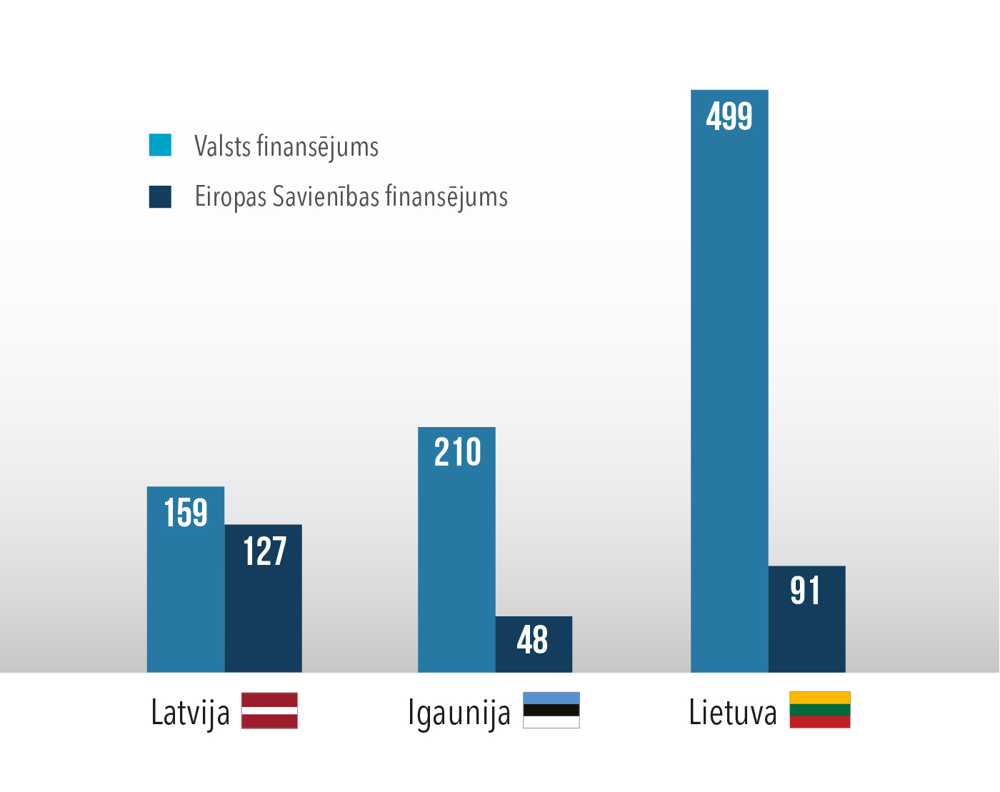 Valsts finansējums
Eiropas Savienības finansējums
499
210
159
127
91
48
Latvija
Igaunija
Lietuva